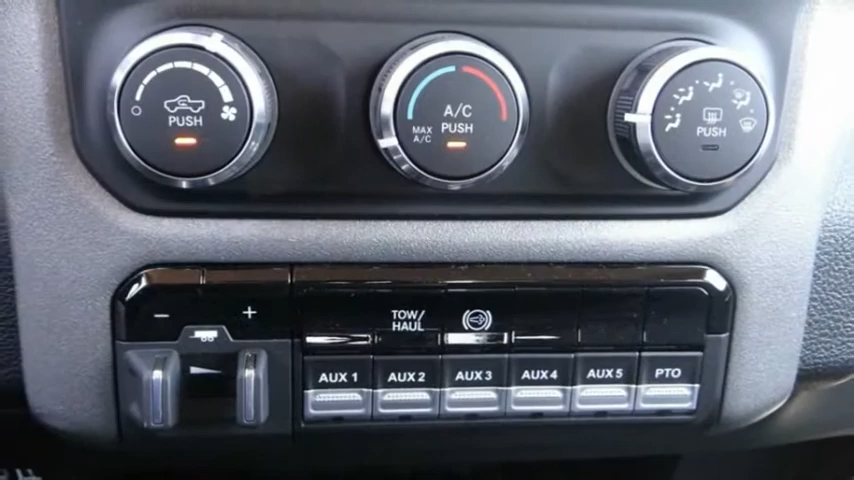 PUSH
MAX A/C
A/C
PUSH
PUSH
− +
TOW/
HAUL
AUX 1 AUX 2 AUX 3 AUX 4 AUX 5 PTO